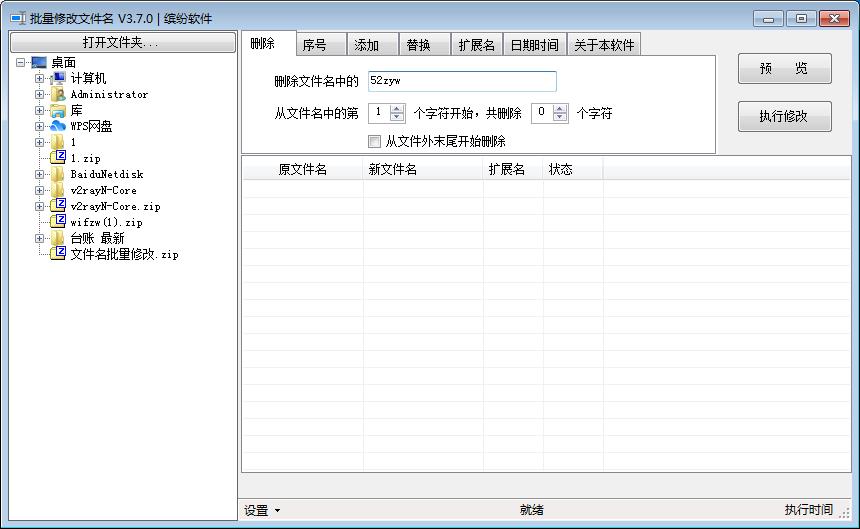 批量修改文件名 V3.7.0 | 缤纷软件
打开文件夹...
桌面
计算机
Administrator
库
WPS网盘
1
1.zip
BaiduNetdisk
v2rayN-Core
v2rayN-Core.zip
wifzw(1).zip
台账 最新
文件名批量修改.zip
删除 序号 添加 替换 扩展名 日期时间 关于本软件
删除文件名中的 52zyw
从文件名中的第 1 个字符开始，共删除 0 个字符
从文件外末尾开始删除
预 览
执行修改
原文件名 新文件名 扩展名 状态
设置 就绪 执行时间